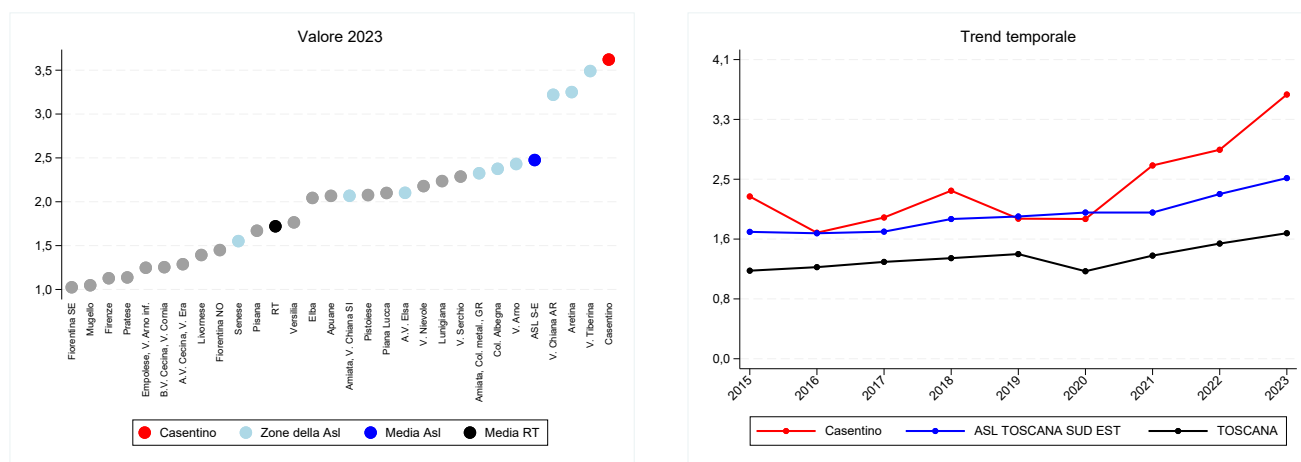 Valore 2023
3,5
3,0
2,5
2,0
1,5
1,0
Fiorentina SE
Mugello
Firenze
Pratese
Empolese, V. Arno inf.
B.V. Cecina, V. Cornia
A.V. Cecina, V. Era
Livornese
Fiorentina NO
Senese
Pisana
RT
Versilia
Elba
Apuane
Amiata, V. Chiana SI
Pistoiese
Piana Lucca
A.V. Elsa
V. Nievole
Lunigiana
V. Serchio
Amiata, Col. metal., GR
Col. Albegna
V. Arno
ASL S-E
V. Chiana AR
Aretina
V. Tiberina
Casentino
Casentino Zone della Asl Media Asl Media RT
Trend temporale
4,1
3,3
2,5
1,6
0,8
0,0
2015
2016
2017
2018
2019
2020
2021
2022
2023
Casentino ASL TOSCANA SUD EST TOSCANA